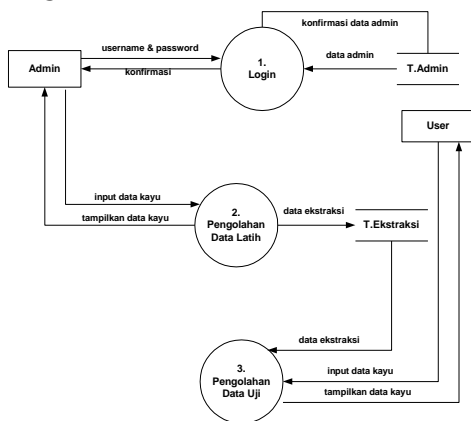 konfirmasi data admin
username & password
1.
Login
data admin
Admin
konfirmasi
T.Admin
User
input data kayu
2.
Pengolahan
Data Latih
data ekstraksi
T.Ekstraksi
tampilkan data kayu
data ekstraksi
3.
Pengolahan
Data Uji
input data kayu
tampilkan data kayu